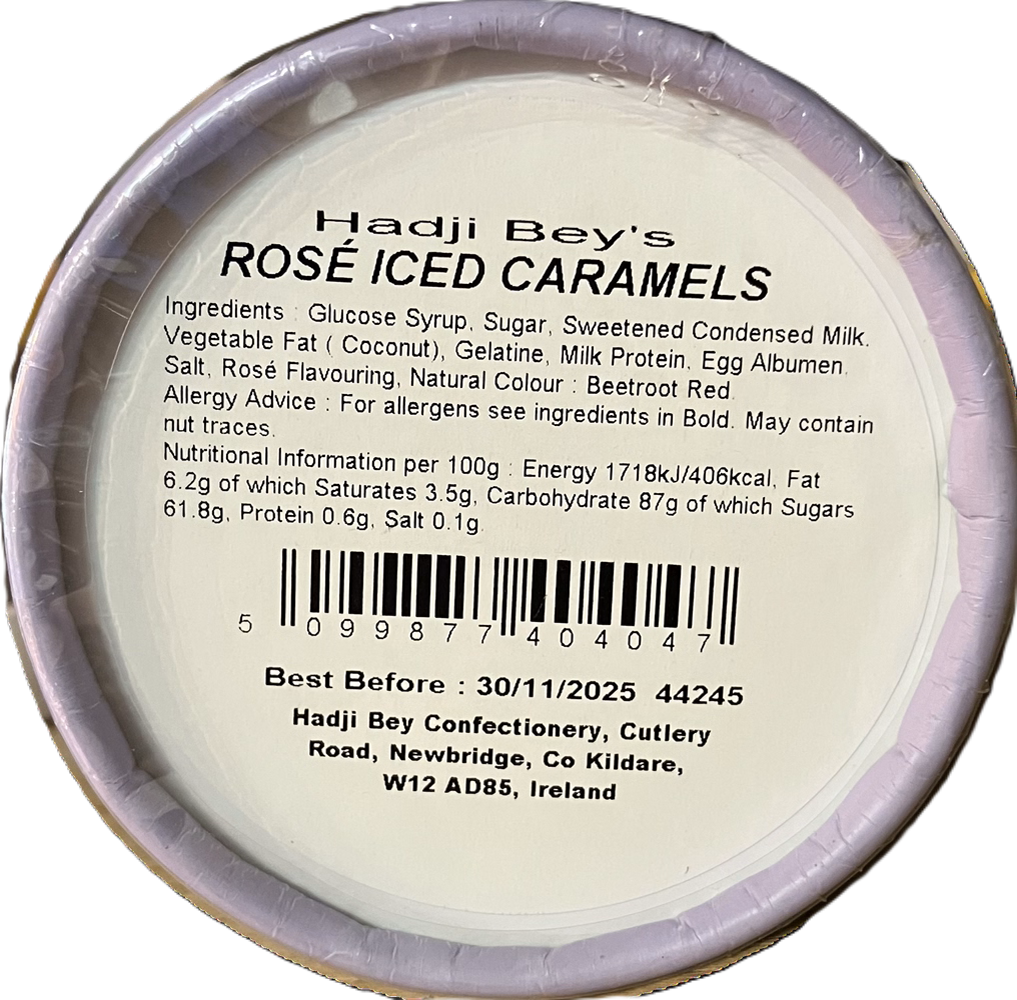 Hadji Bey's
ROSÉ ICED CARAMELS
Ingredients : Glucose Syrup, Sugar, Sweetened Condensed Milk.
Vegetable Fat ( Coconut), Gelatine, Milk Protein, Egg Albumen,
Salt, Rosé Flavouring, Natural Colour : Beetroot Red.
Allergy Advice : For allergens see ingredients in Bold. May contain
nut traces.
Nutritional Information per 100g : Energy 1718kJ/406kcal, Fat
6.2g of which Saturates 3.5g, Carbohydrate 87g of which Sugars
61.8g, Protein 0.6g, Salt 0.1g.
5 099877 404047
Best Before : 30/11/2025 44245
Hadji Bey Confectionery, Cutlery
Road, Newbridge, Co Kildare,
W12 AD85, Ireland